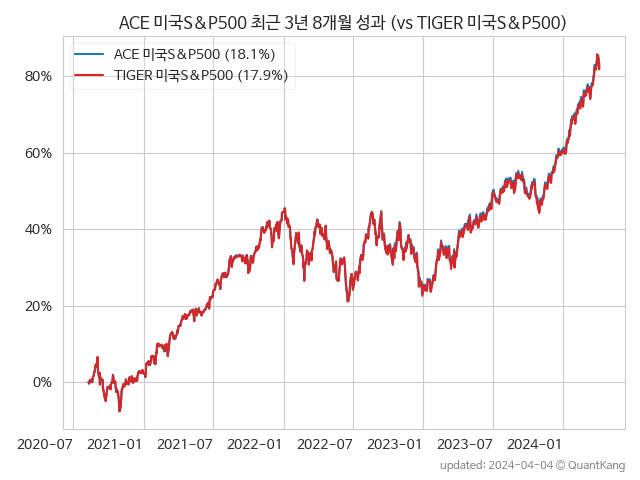 ACE 미국S&P500 최근 3년 8개월 성과 (vs TIGER 미국S&P500)
ACE 미국S&P500 (18.1%)
TIGER 미국S&P500 (17.9%)
80%
60%
40%
20%
0%
2020-07 2021-01 2021-07 2022-01 2022-07 2023-01 2023-07 2024-01
updated: 2024-04-04 © QuantKang